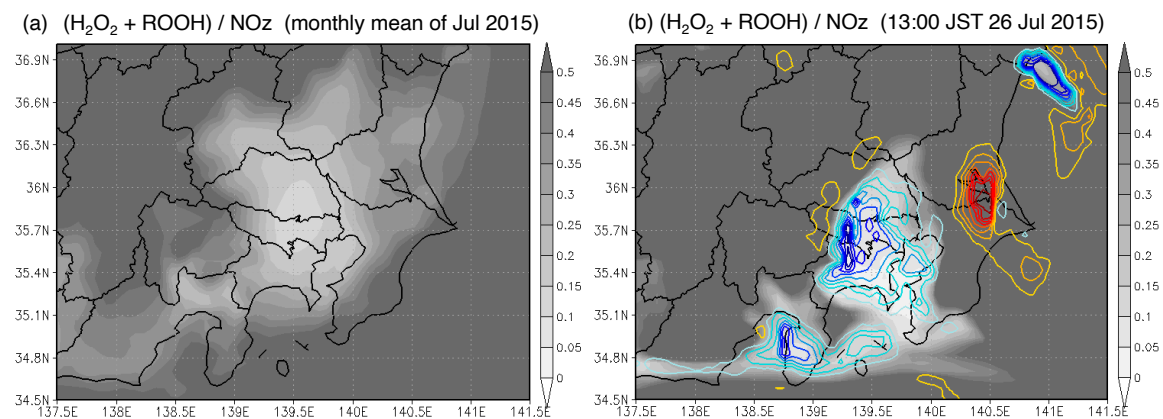 (a) (H₂O₂ + ROOH) / NOz (monthly mean of Jul 2015)
36.9N
36.6N
36.3N
36N
35.7N
35.4N
35.1N
34.8N
34.5N
137.5E 138E 138.5E 139E 139.5E 140E 140.5E 141E 141.5E
0.5
0.45
0.4
0.35
0.3
0.25
0.2
0.15
0.1
0.05
0
(b) (H₂O₂ + ROOH) / NOz (13:00 JST 26 Jul 2015)
36.9N
36.6N
36.3N
36N
35.7N
35.4N
35.1N
34.8N
34.5N
137.5E 138E 138.5E 139E 139.5E 140E 140.5E 141E 141.5E
0.5
0.45
0.4
0.35
0.3
0.25
0.2
0.15
0.1
0.05
0